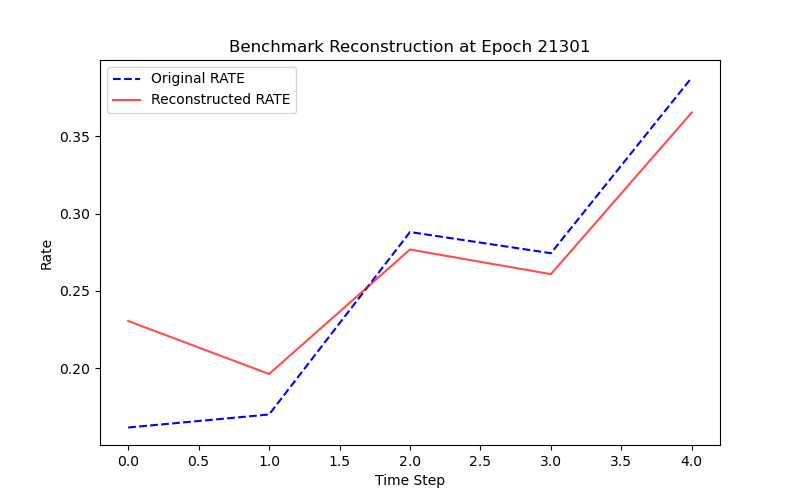 Benchmark Reconstruction at Epoch 21301
Original RATE
Reconstructed RATE
0.35
0.30
0.25
0.20
Rate
0.0 0.5 1.0 1.5 2.0 2.5 3.0 3.5 4.0
Time Step